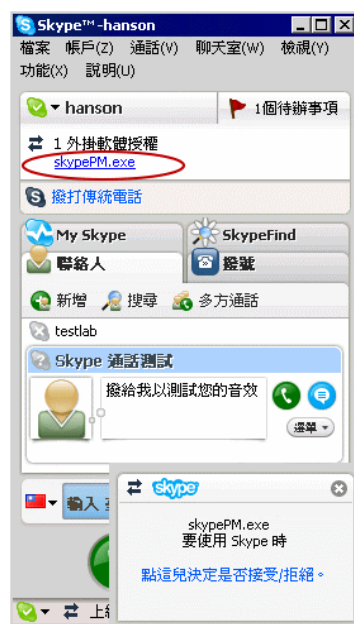 Skype™ -hanson
檔案 帳戶(Z) 通話(V) 聊天室(W) 檢視(Y)
功能(X) 說明(U)
hanson 1個待辦事項
1 外掛軟體授權
skypePM.exe
撥打傳統電話
My Skype SkypeFind
聯絡人 撥號
新增 搜尋 多方通話
testlab
Skype 通話測試
撥給我以測試您的音效
選單
輸入
skype
skypePM.exe
要使用 Skype 時
點這兒決定是否接受/拒絕。
上